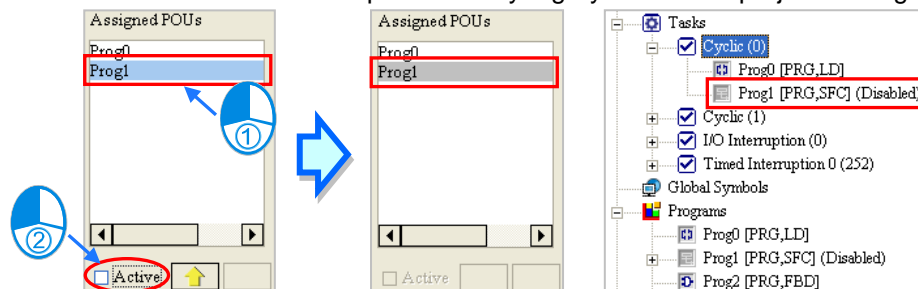 Assigned POUs
Prog0
Prog1
1
2
Active
Assigned POUs
Prog0
Prog1
Active
Tasks
Cyclic (0)
Prog0 [PRG,LD]
Prog1 [PRG,SFC] (Disabled)
Cyclic (1)
I/O Interruption (0)
Timed Interruption 0 (252)
Global Symbols
Programs
Prog0 [PRG,LD]
Prog1 [PRG,SFC] (Disabled)
Prog2 [PRG,FBD]